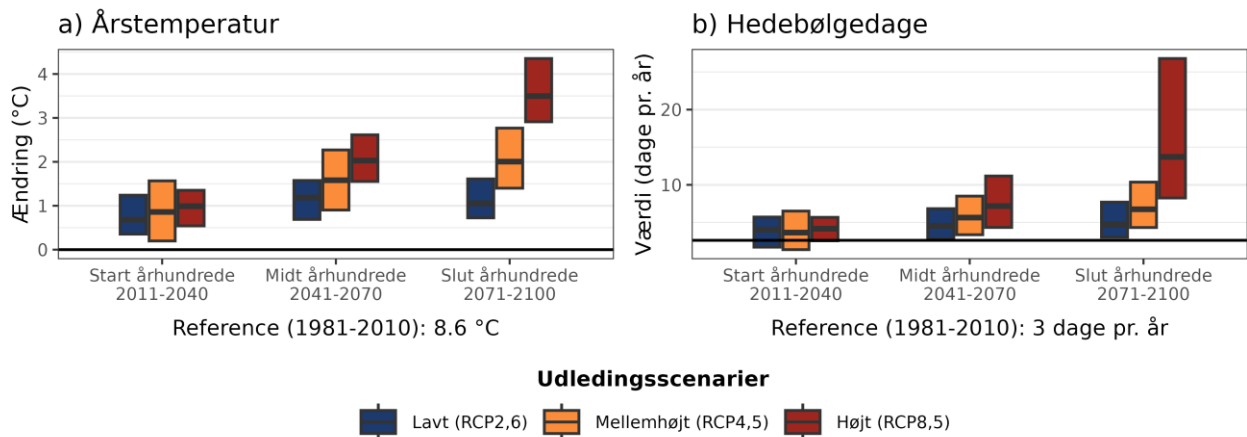 a) Årstemperatur
Ændring (°C)
4
3
2
1
0
Start århundrede
2011-2040
Midt århundrede
2041-2070
Slut århundrede
2071-2100
Reference (1981-2010): 8.6 °C
b) Hedebølgedage
Værdi (dage pr. år)
20
10
Start århundrede
2011-2040
Midt århundrede
2041-2070
Slut århundrede
2071-2100
Reference (1981-2010): 3 dage pr. år
Udledingsscenarier
Lavt (RCP2,6)
Mellemhøjt (RCP4,5)
Højt (RCP8,5)